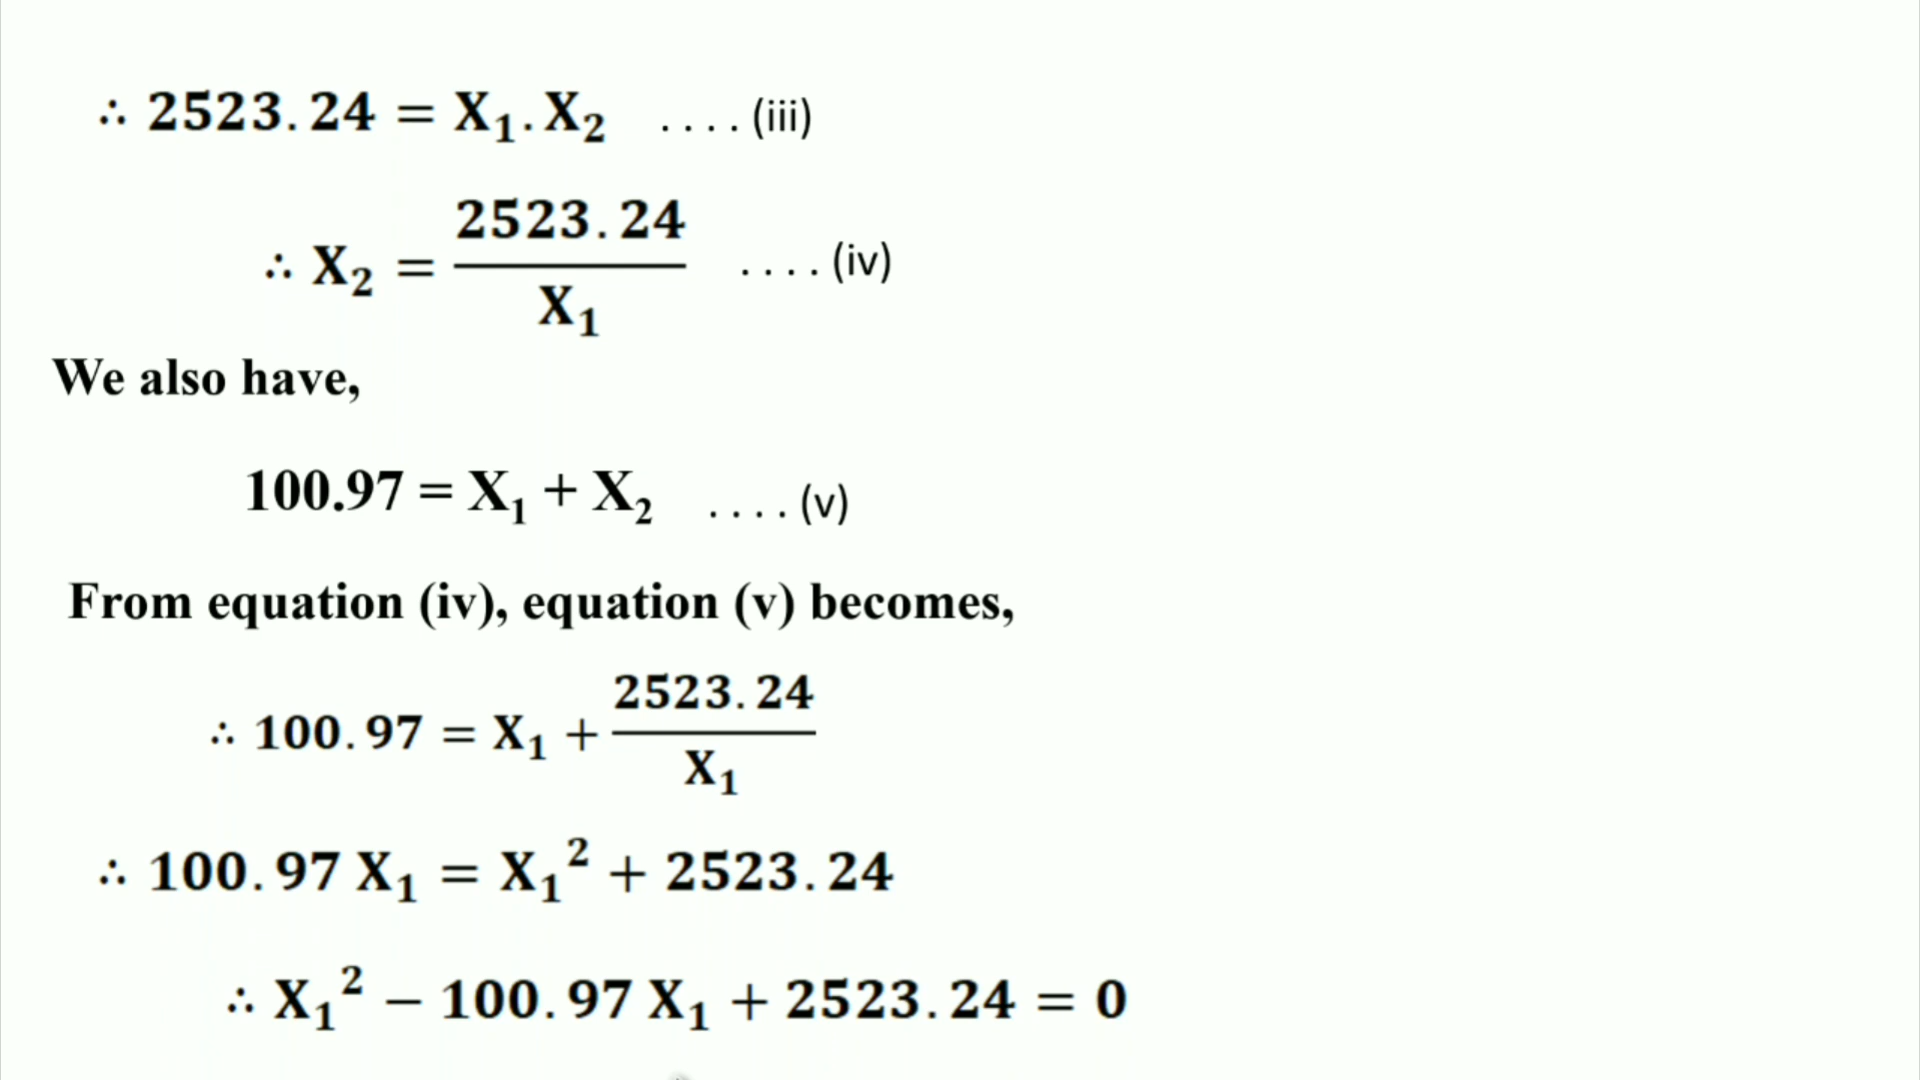 ∴ 2523.24 = X₁.X₂ ....(iii)
∴ X₂ = 2523.24 / X₁ ....(iv)
We also have,
100.97 = X₁ + X₂ ....(v)
From equation (iv), equation (v) becomes,
∴ 100.97 = X₁ + 2523.24 / X₁
∴ 100.97 X₁ = X₁² + 2523.24
∴ X₁² − 100.97 X₁ + 2523.24 = 0